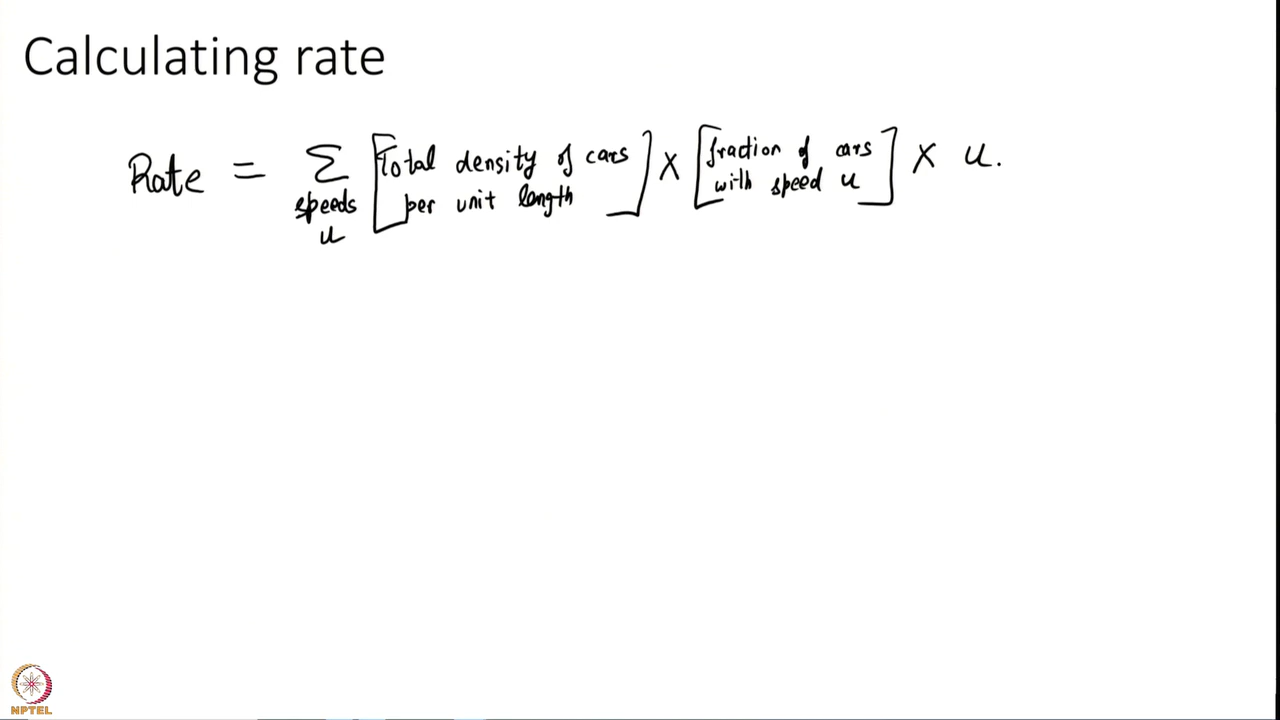 Calculating rate
Rate = Σ speeds u [Total density of cars per unit length] × [fraction of cars with speed u] × u.
NPTEL